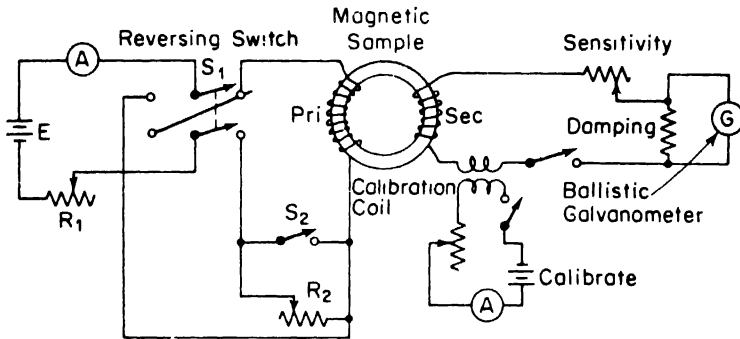 Magnetic
Sample
Reversing Switch
Sensitivity
A
S1
Pri
Sec
E
Damping
G
R1
Calibration
Coil
Ballistic
Galvanometer
S2
R2
Calibrate
A